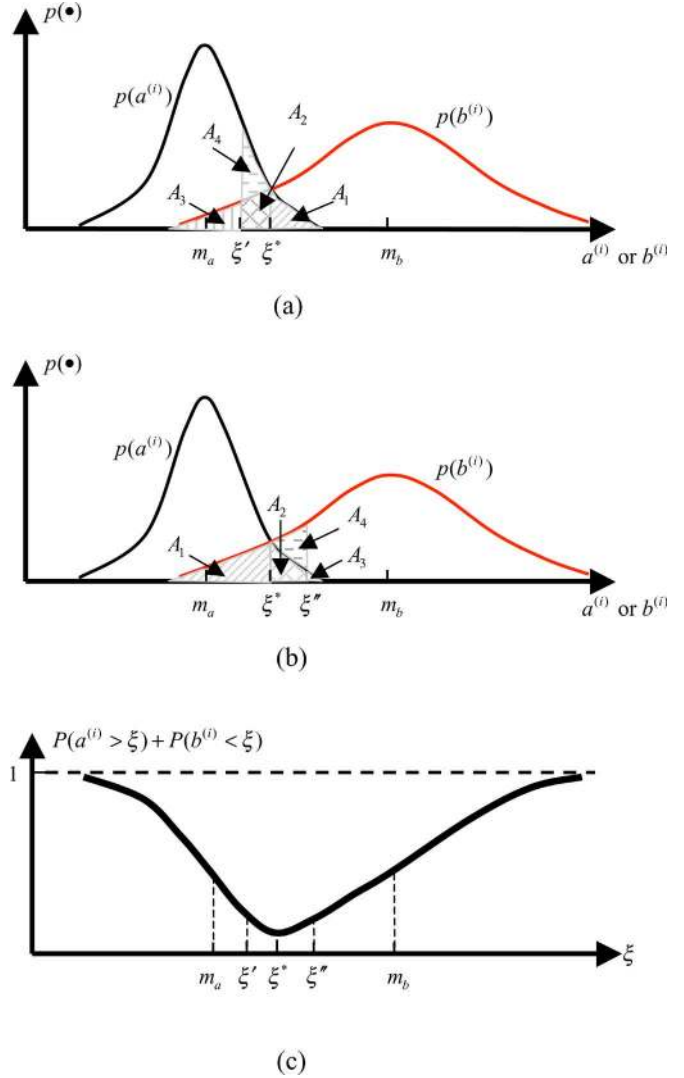 p(•)
p(a^{(i)})
A_2
p(b^{(i)})
A_4
A_3
A_1
m_a ξ′ ξ* m_b a^{(i)} or b^{(i)}
(a)
p(•)
p(a^{(i)})
p(b^{(i)})
A_2
A_4
A_1
A_3
m_a ξ* ξ″ m_b a^{(i)} or b^{(i)}
(b)
P(a^{(i)} > ξ) + P(b^{(i)} < ξ)
1
m_a ξ′ ξ* ξ″ m_b ξ
(c)